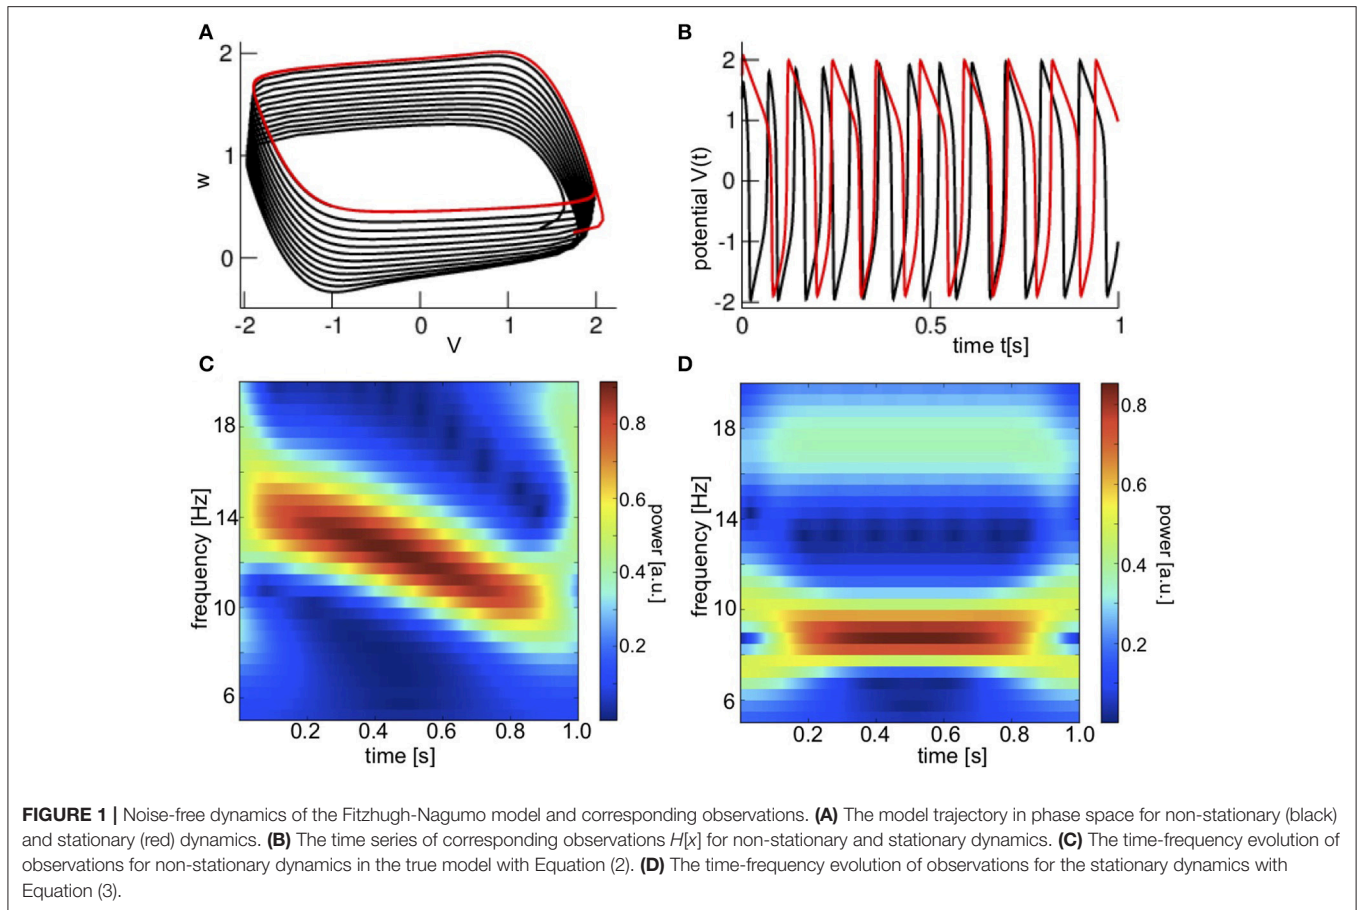 A
2
1
0
w
-2
-1
0
1
2
V
B
2
1
0
-1
-2
potential V(t)
0
0.5
1
time t[s]
C
18
14
10
6
frequency [Hz]
0.2
0.4
0.6
0.8
1.0
time [s]
0.8
0.6
0.4
0.2
power [a.u.]
D
18
14
10
6
frequency [Hz]
0.2
0.4
0.6
0.8
1.0
time [s]
0.8
0.6
0.4
0.2
power [a.u.]
FIGURE 1 | Noise-free dynamics of the Fitzhugh-Nagumo model and corresponding observations. (A) The model trajectory in phase space for non-stationary (black)
and stationary (red) dynamics. (B) The time series of corresponding observations H[x] for non-stationary and stationary dynamics. (C) The time-frequency evolution of
observations for non-stationary dynamics in the true model with Equation (2). (D) The time-frequency evolution of observations for the stationary dynamics with
Equation (3).